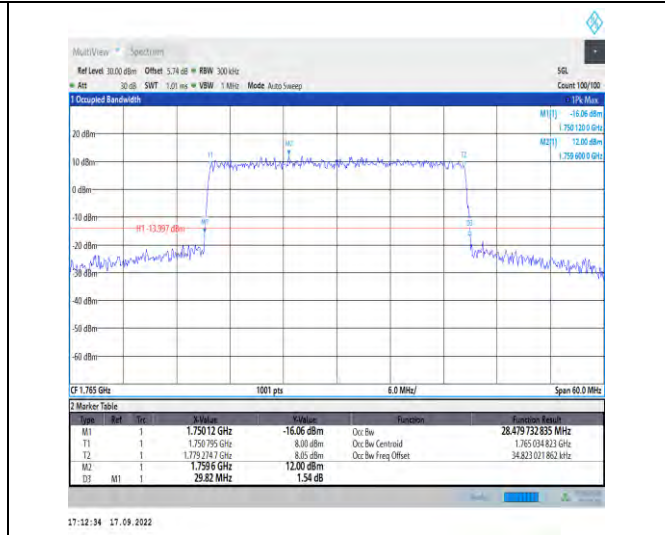 MultiView Spectrum
Ref Level 30.00 dBm Offset 5.74 dB RBW 300 kHz SGL
Att 30 dB SWT 1.01 ms VBW 1 MHz Mode Auto Sweep Count 100/100
1 Occupied Bandwidth 1Pk Max
M1[1] -16.06 dBm
1.750 120 0 GHz
M2[1] 12.00 dBm
1.759 600 0 GHz
20 dBm
M2
T1 T2
10 dBm
0 dBm
-10 dBm
M1 D3
H1 -13.997 dBm
-20 dBm
-30 dBm
-40 dBm
-50 dBm
-60 dBm
CF 1.765 GHz 1001 pts 6.0 MHz/ Span 60.0 MHz
2 Marker Table
Type Ref Trc X-Value Y-Value Function Function Result
M1 1 1.75012 GHz -16.06 dBm Occ Bw 28.479 732 835 MHz
T1 1 1.750 795 GHz 8.00 dBm Occ Bw Centroid 1.765 034 823 GHz
T2 1 1.779 274 7 GHz 8.05 dBm Occ Bw Freq Offset 34.823 021 862 kHz
M2 1 1.7596 GHz 12.00 dBm
D3 M1 1 29.82 MHz 1.54 dB
Ready
17:12:34 17.09.2022